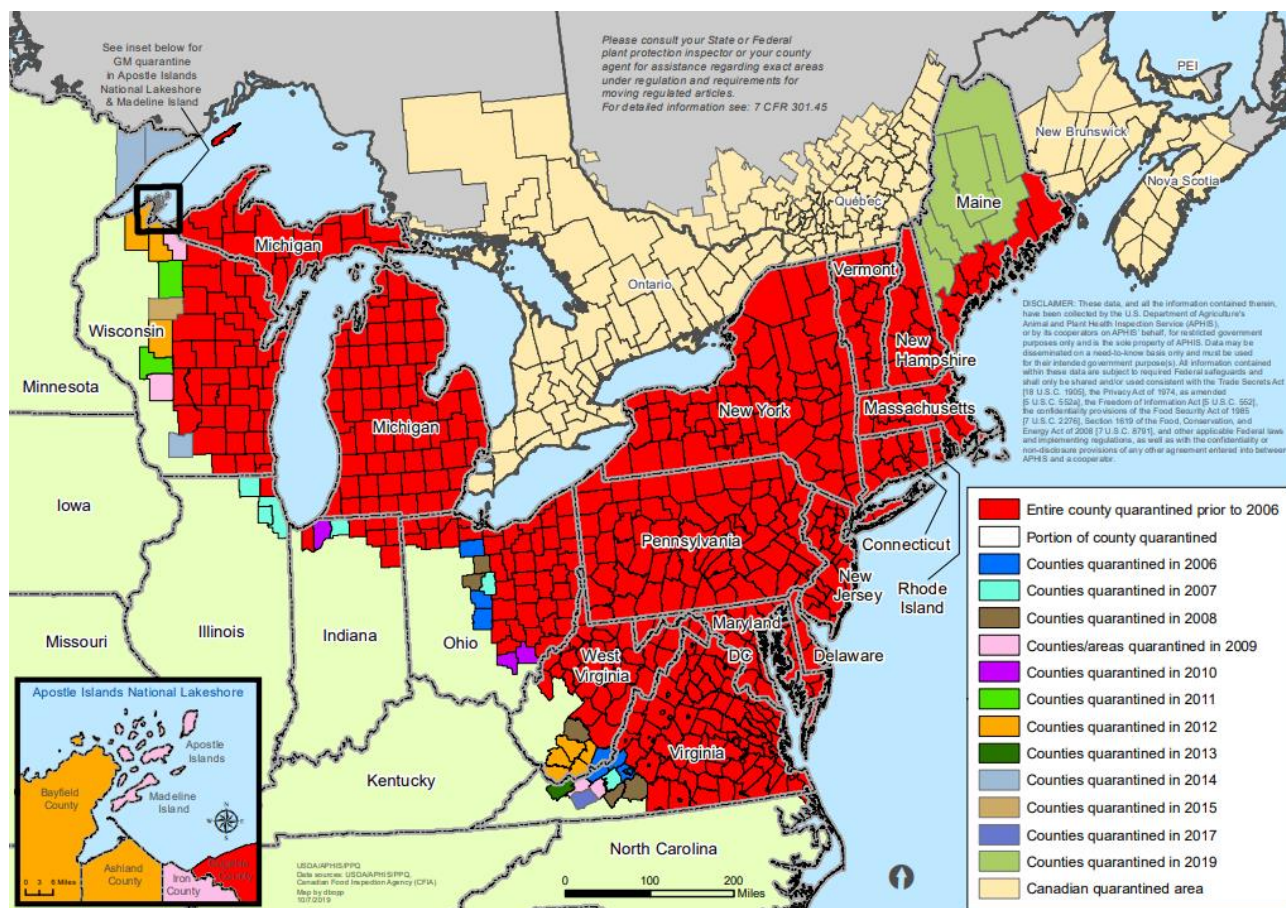 See inset below for
GM quarantine
in Apostle Islands
National Lakeshore
& Madeline Island
Please consult your State or Federal
plant protection inspector or your county
agent for assistance regarding exact areas
under regulation and requirements for
moving regulated articles.
For detailed information see: 7 CFR 301.45
PEI
New Brunswick
Nova Scotia
Québec
Maine
Michigan
Ontario
Vermont
Wisconsin
Minnesota
New
Hampshire
DISCLAIMER: These data, and all the information contained therein,
have been collected by the U.S. Department of Agriculture's
Animal and Plant Health Inspection Service (APHIS),
or by its cooperators on APHIS' behalf, for restricted government
purposes only and is the sole property of APHIS. Data may be
disseminated on a need-to-know basis only and must be used
for their intended government purpose(s). All information contained
within these data are subject to required Federal safeguards and
shall only be shared and/or used consistent with the Trade Secrets Act
[18 U.S.C. 1905], the Privacy Act of 1974, as amended
[5 U.S.C. 552a], the Freedom of Information Act [5 U.S.C. 552],
the confidentiality provisions of the Food Security Act of 1985
[7 U.S.C. 2276], Section 1619 of the Food, Conservation, and
Energy Act of 2008 [7 U.S.C. 8791], and other applicable Federal laws
and implementing regulations, as well as with the confidentiality or
non-disclosure provisions of any other agreement entered into between
APHIS and a cooperator.
Michigan
New York
Massachusetts
Iowa
Pennsylvania
Connecticut
Rhode
Island
New
Jersey
Missouri
Illinois
Indiana
Ohio
Maryland
DC
Delaware
West
Virginia
Virginia
Kentucky
North Carolina
Entire county quarantined prior to 2006
Portion of county quarantined
Counties quarantined in 2006
Counties quarantined in 2007
Counties quarantined in 2008
Counties/areas quarantined in 2009
Counties quarantined in 2010
Counties quarantined in 2011
Counties quarantined in 2012
Counties quarantined in 2013
Counties quarantined in 2014
Counties quarantined in 2015
Counties quarantined in 2017
Counties quarantined in 2019
Canadian quarantined area
Apostle Islands National Lakeshore
Apostle
Islands
Bayfield
County
Madeline
Island
N
0 3 6 Miles
Ashland
County
Iron
County
County
USDA/APHIS/PPQ
Data sources: USDA/APHIS/PPQ,
Canadian Food Inspection Agency (CFIA)
Map by dbopp
10/7/2019
0 100 200
Miles